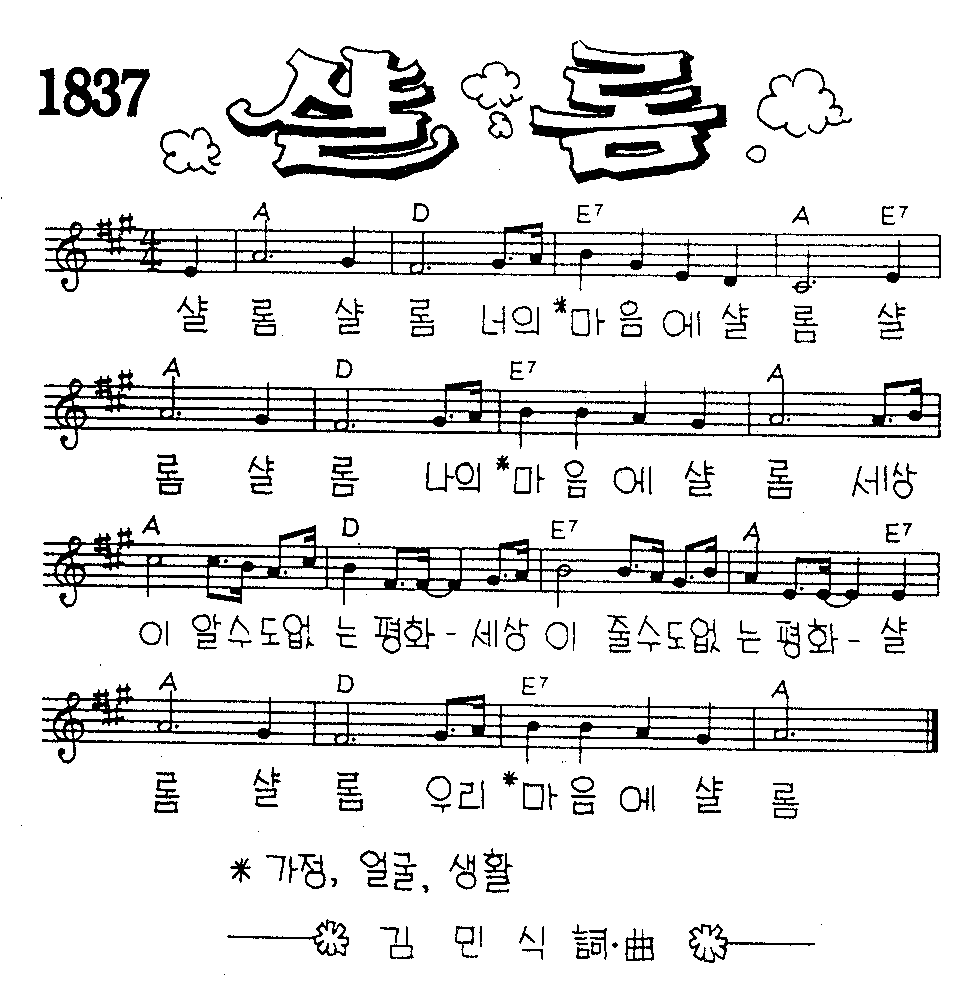 1837 샬롬
A D E7 A E7
샬 롬 샬 롬 너의 *마 음 에 샬 롬 샬
A D E7 A
롬 샬 롬 나의 *마 음 에 샬 롬 세상
A D E7 A E7
이 알수도없 는 평화 - 세상 이 줄수도없 는 평화 - 샬
A D E7 A
롬 샬 롬 우리 *마 음 에 샬 롬
* 가정, 얼굴, 생활
김 민 식 詞·曲